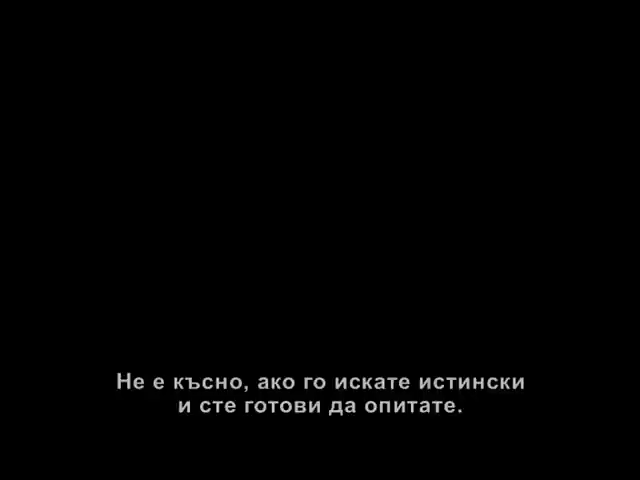 Не е късно, ако го искате истински
и сте готови да опитате.